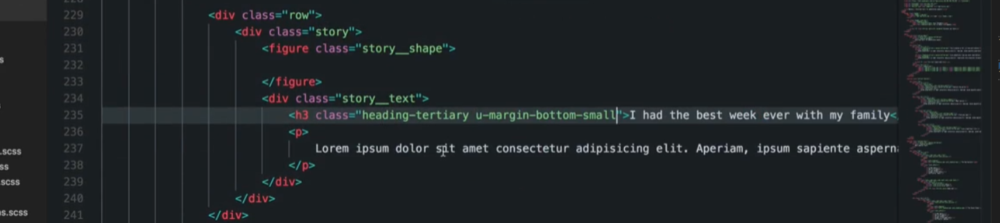 229 <div class="row">
230 <div class="story">
231 <figure class="story__shape">
232
233 </figure>
234 <div class="story__text">
235 <h3 class="heading-tertiary u-margin-bottom-small">I had the best week ever with my family<
236 <p>
237 Lorem ipsum dolor sit amet consectetur adipisicing elit. Aperiam, ipsum sapiente asperna
238 </p>
.scss
239 </div>
.scss
240 </div>
241 </div>
s.scss